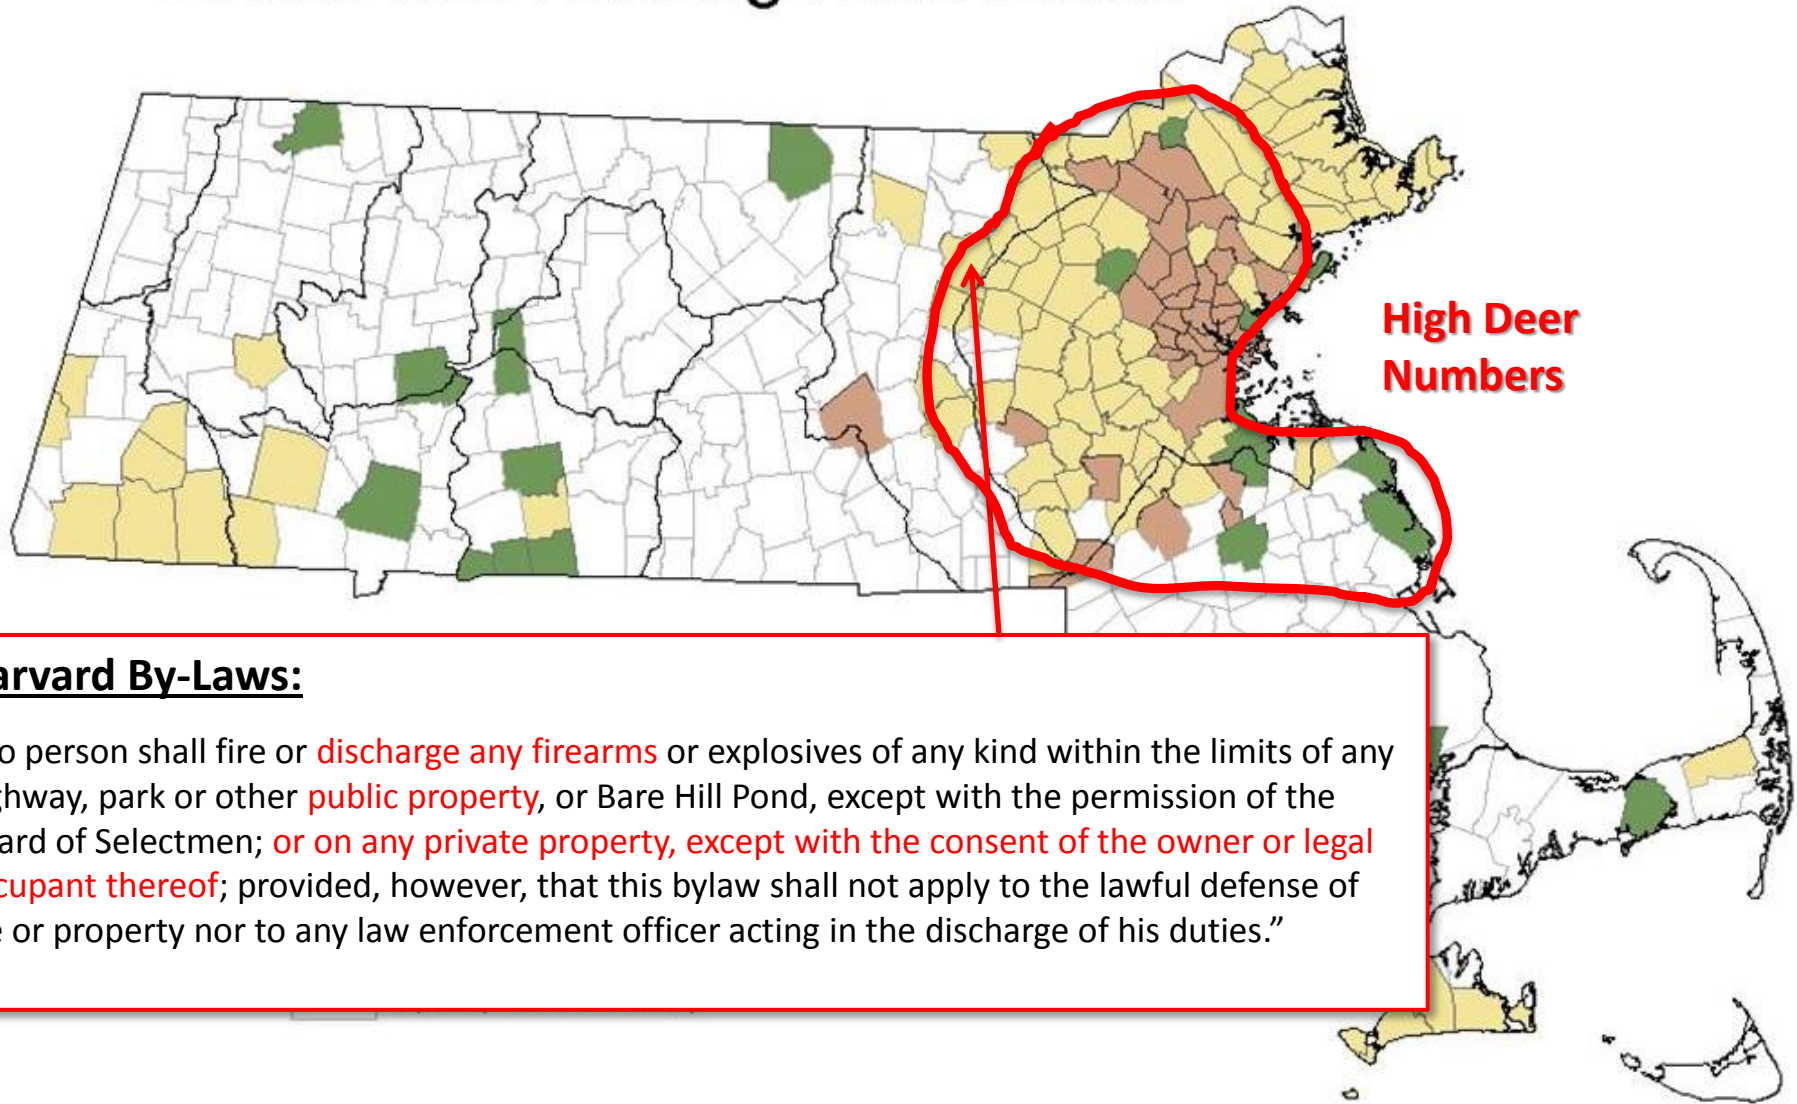 High Deer
Numbers
arvard By-Laws:
o person shall fire or discharge any firearms or explosives of any kind within the limits of any
ghway, park or other public property, or Bare Hill Pond, except with the permission of the
ard of Selectmen; or on any private property, except with the consent of the owner or legal
cupant thereof; provided, however, that this bylaw shall not apply to the lawful defense of
e or property nor to any law enforcement officer acting in the discharge of his duties.”